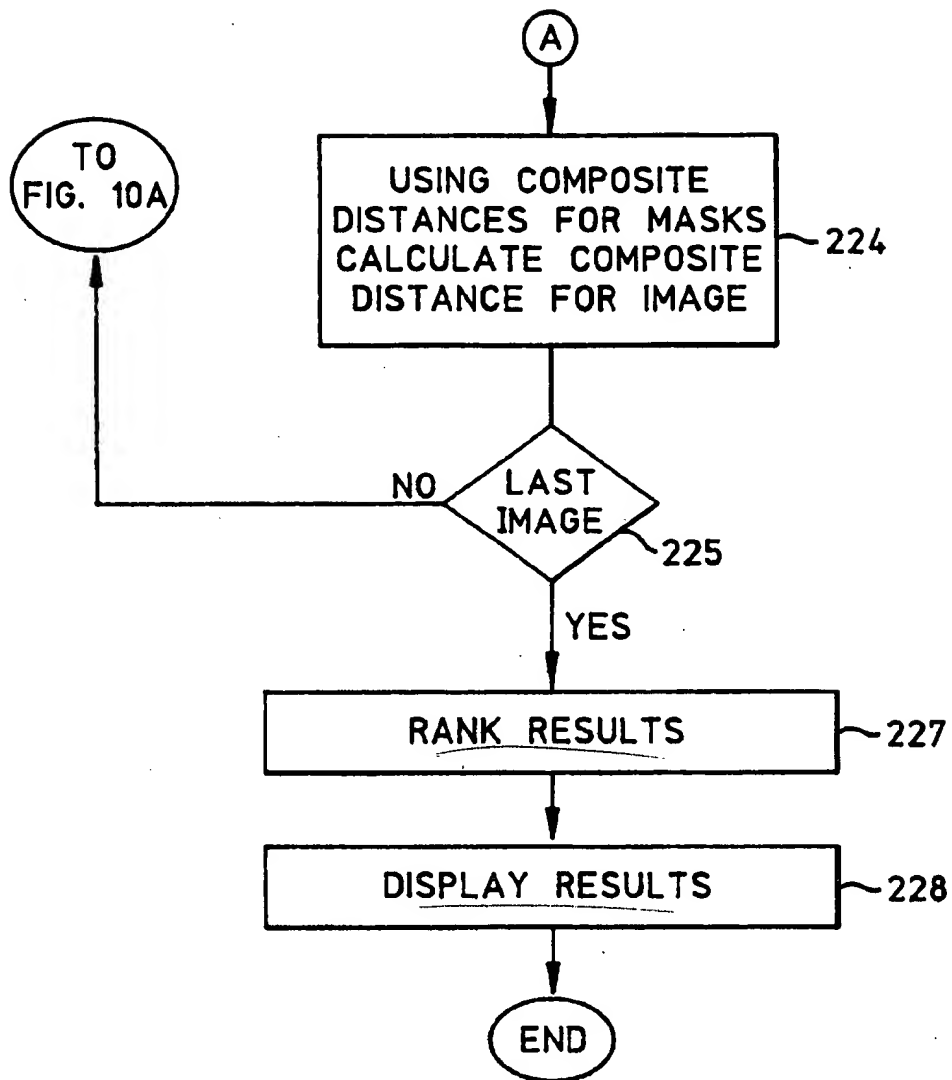 A
TO
FIG. 10A
USING COMPOSITE
DISTANCES FOR MASKS
CALCULATE COMPOSITE
DISTANCE FOR IMAGE
224
NO
LAST
IMAGE
225
YES
RANK RESULTS
227
DISPLAY RESULTS
228
END